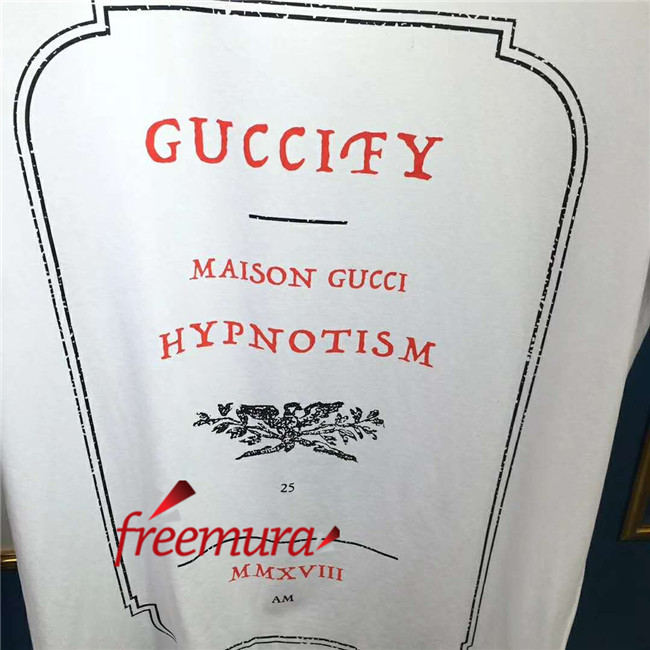 GUCCIFY
MAISON GUCCI
HYPNOTISM
25
freemura
MMXVIII
AM